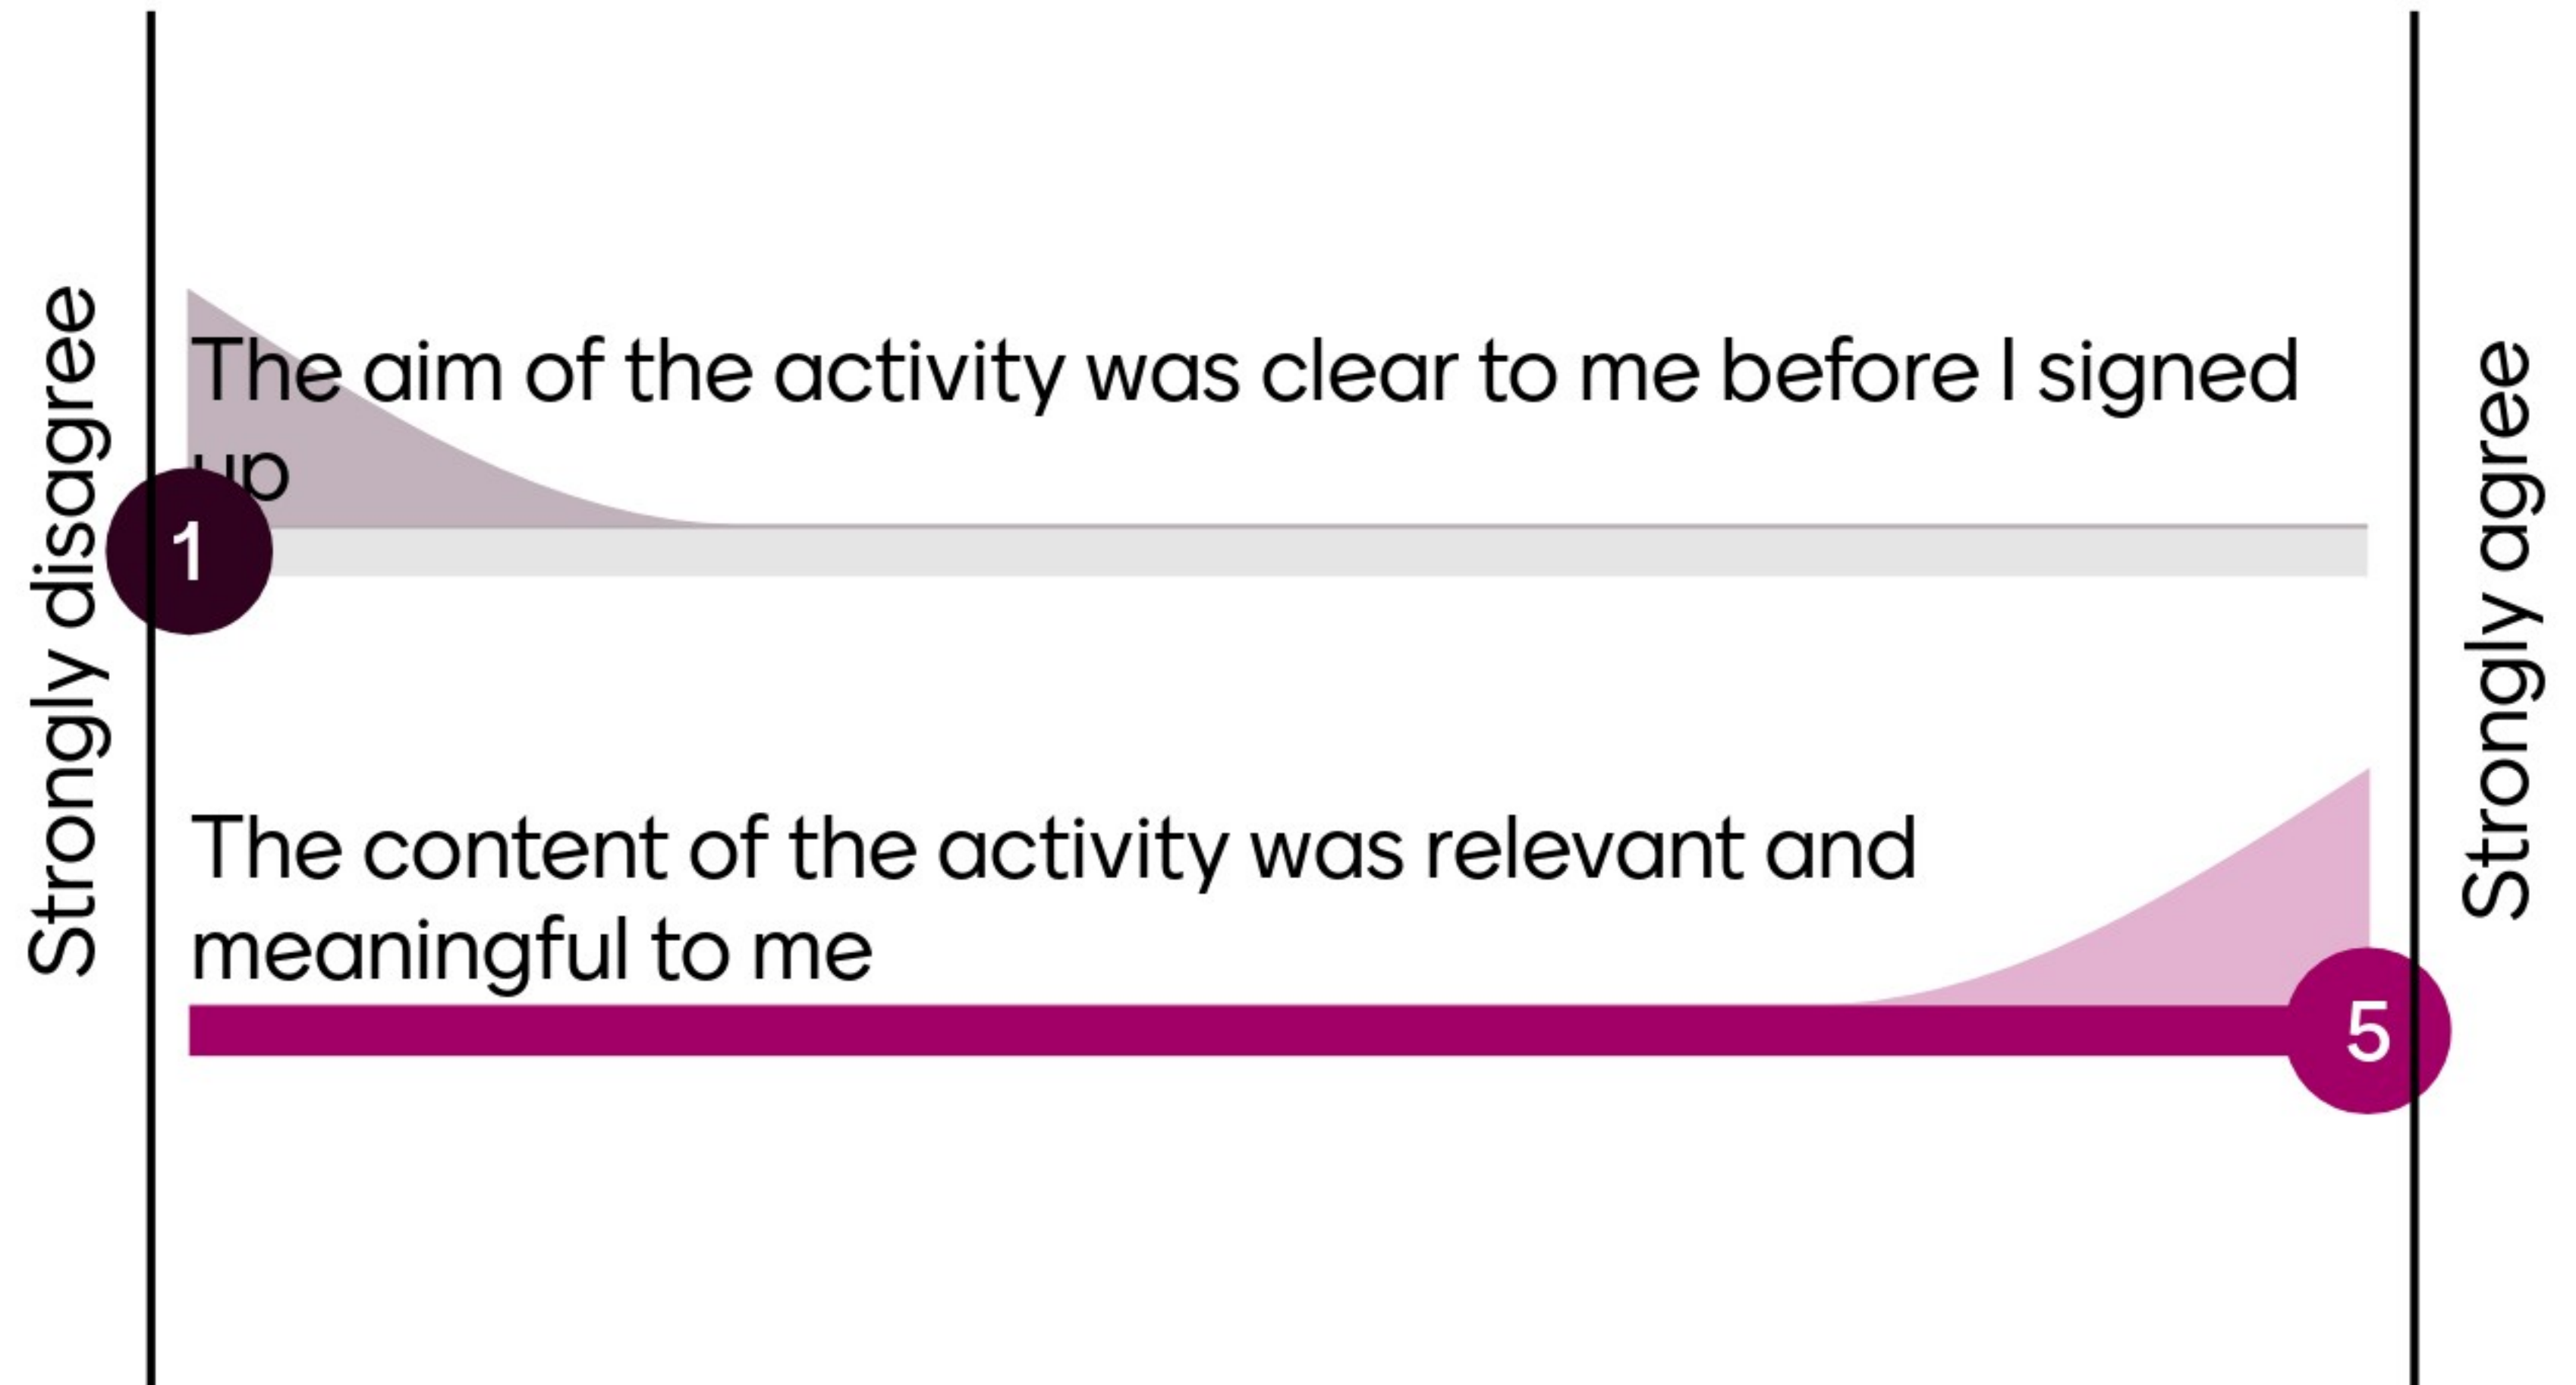 Strongly disagree
The aim of the activity was clear to me before I signed
up
1
The content of the activity was relevant and
meaningful to me
5
Strongly agree